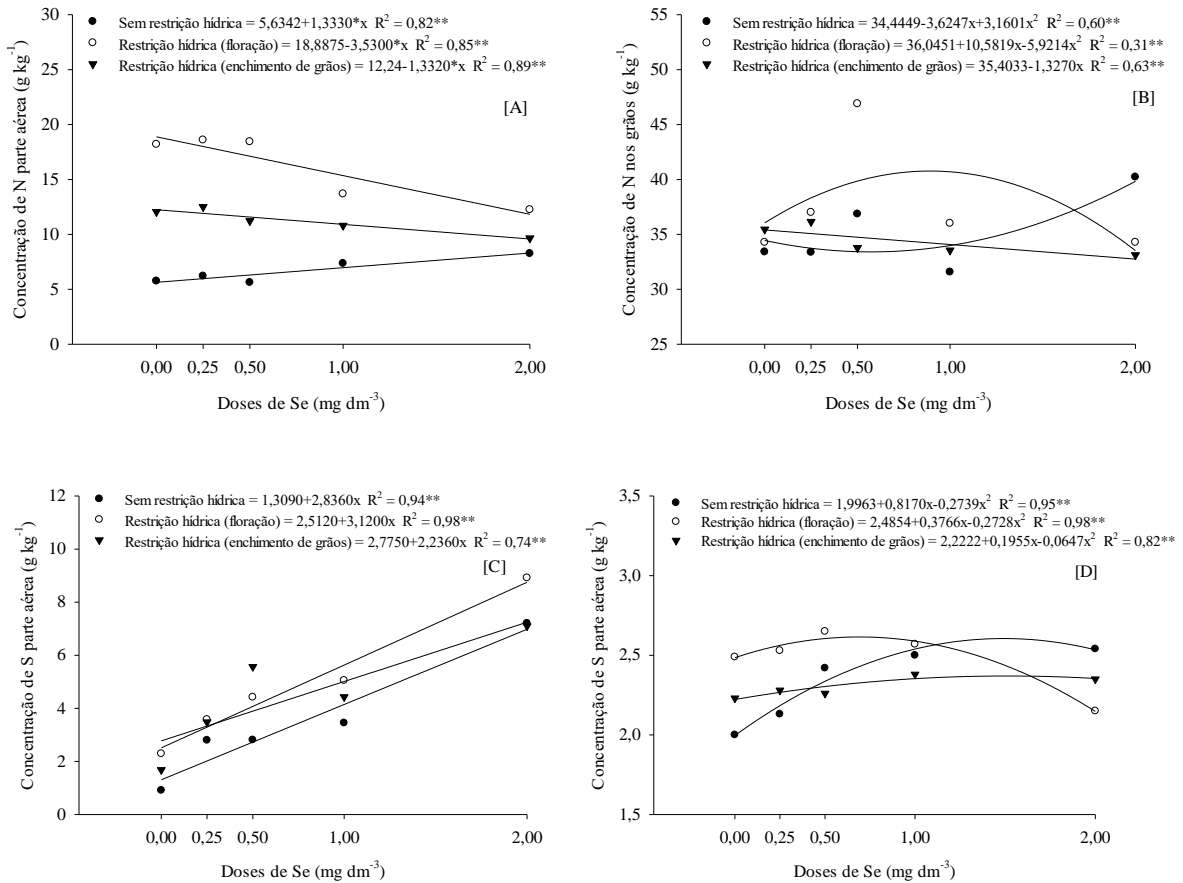 Sem restrição hídrica = 5,6342+1,3330*x R² = 0,82**
Restrição hídrica (floração) = 18,8875-3,5300*x R² = 0,85**
Restrição hídrica (enchimento de grãos) = 12,24-1,3320*x R² = 0,89**
[A]
Concentração de N parte aérea (g kg⁻¹)
30
25
20
15
10
5
0
0,00 0,25 0,50 1,00 2,00
Doses de Se (mg dm⁻³)
Sem restrição hídrica = 34,4449-3,6247x+3,1601x² R² = 0,60**
Restrição hídrica (floração) = 36,0451+10,5819x-5,9214x² R² = 0,31**
Restrição hídrica (enchimento de grãos) = 35,4033-1,3270x R² = 0,63**
[B]
Concentração de N nos grãos (g kg⁻¹)
55
50
45
40
35
30
25
0,00 0,25 0,50 1,00 2,00
Doses de Se (mg dm⁻³)
Sem restrição hídrica = 1,3090+2,8360x R² = 0,94**
Restrição hídrica (floração) = 2,5120+3,1200x R² = 0,98**
Restrição hídrica (enchimento de grãos) = 2,7750+2,2360x R² = 0,74**
[C]
Concentração de S parte aérea (g kg⁻¹)
12
10
8
6
4
2
0
0,00 0,25 0,50 1,00 2,00
Doses de Se (mg dm⁻³)
Sem restrição hídrica = 1,9963+0,8170x-0,2739x² R² = 0,95**
Restrição hídrica (floração) = 2,4854+0,3766x-0,2728x² R² = 0,98**
Restrição hídrica (enchimento de grãos) = 2,2222+0,1955x-0,0647x² R² = 0,82**
[D]
Concentração de S parte aérea (g kg⁻¹)
3,5
3,0
2,5
2,0
1,5
0,00 0,25 0,50 1,00 2,00
Doses de Se (mg dm⁻³)